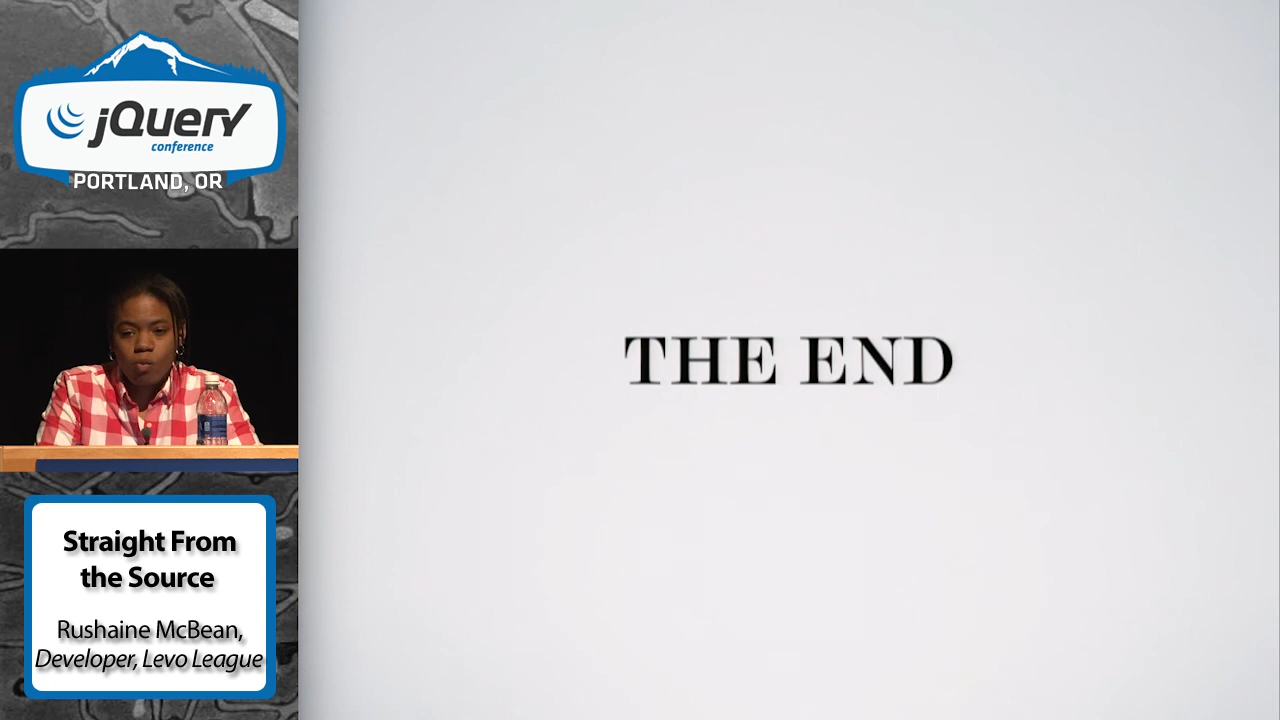 jQuery
conference
PORTLAND, OR
THE END
Straight From
the Source
Rushaine McBean,
Developer, Levo League